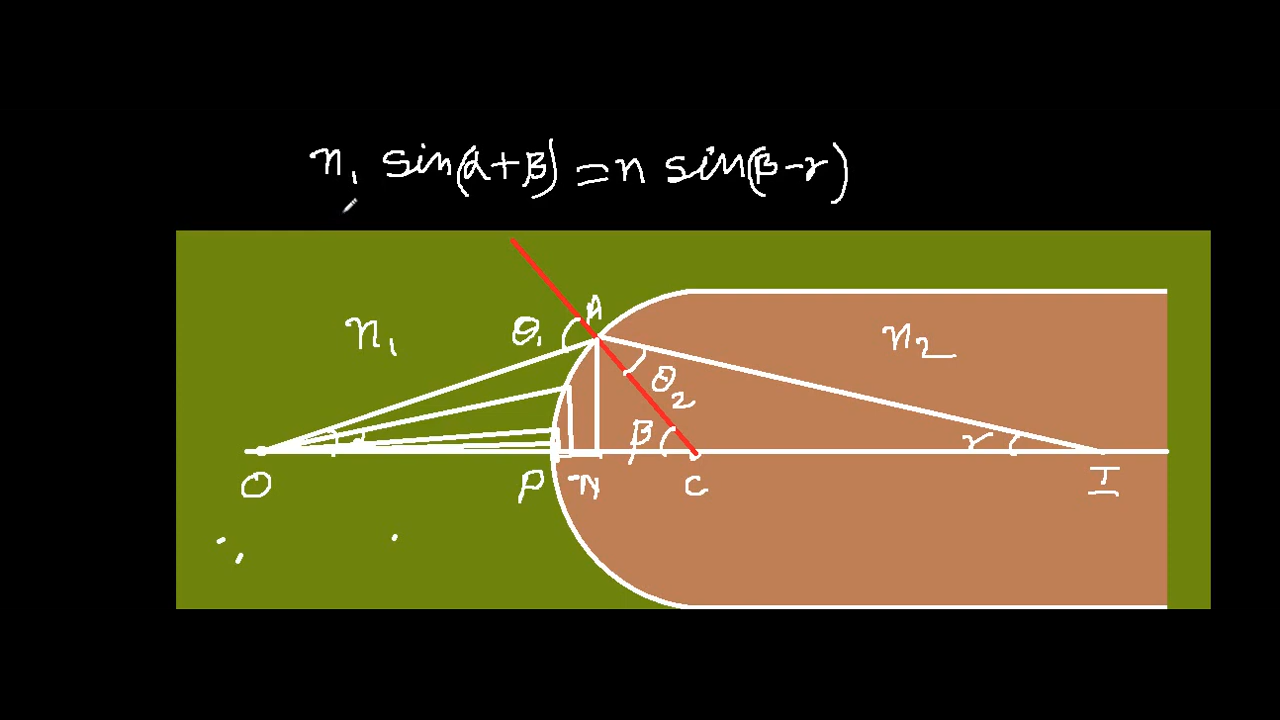 n₁ sin(α+β) = n sin(β-r)
A
n₁ θ₁ n₂
θ₂
β r
O P N C I